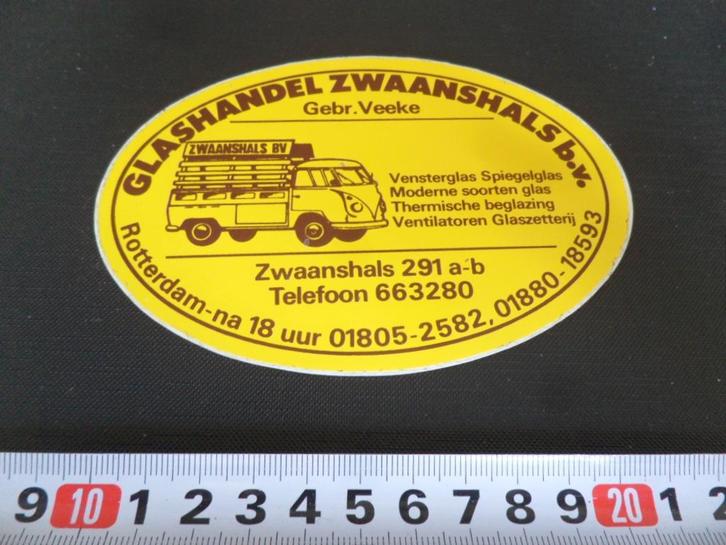 GLASHANDEL ZWAANSHALS b.v.
Gebr. Veeke
ZWAANSHALS BV
Vensterglas Spiegelglas
Moderne soorten glas
Thermische beglazing
Ventilatoren Glaszetterij
Zwaanshals 291 a-b
Telefoon 663280
Rotterdam-na 18 uur 01805-2582, 01880-18593
9 10 1 2 3 4 5 6 7 8 9 20 1 2